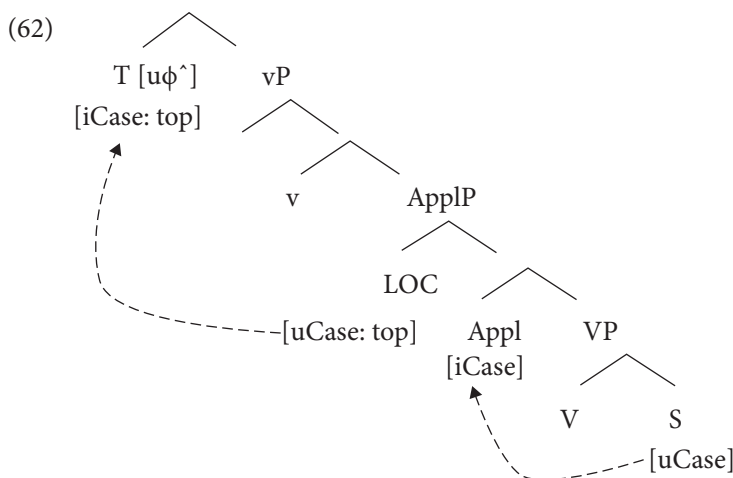 (62)
T [uϕ^] vP
[iCase: top]
v ApplP
LOC
[uCase: top] Appl VP
[iCase]
V S
[uCase]